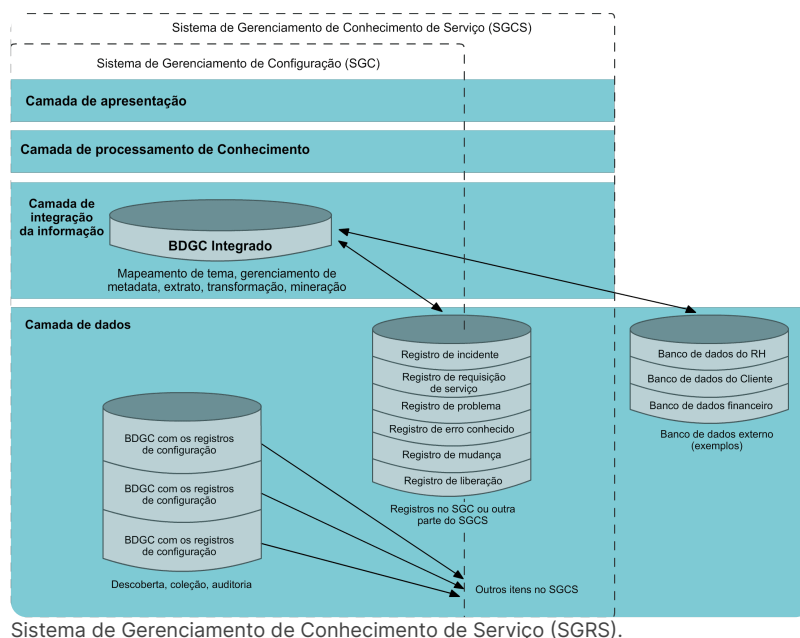 Sistema de Gerenciamento de Conhecimento de Serviço (SGCS)
Sistema de Gerenciamento de Configuração (SGC)
Camada de apresentação
Camada de processamento de Conhecimento
Camada de
integração
da informação
BDGC Integrado
Mapeamento de tema, gerenciamento de
metadata, extrato, transformação, mineração
Camada de dados
BDGC com os registros
de configuração
BDGC com os registros
de configuração
BDGC com os registros
de configuração
Descoberta, coleção, auditoria
Registro de incidente
Registro de requisição
de serviço
Registro de problema
Registro de erro conhecido
Registro de mudança
Registro de liberação
Registros no SGC ou outra
parte do SGCS
Outros itens no SGCS
Banco de dados do RH
Banco de dados do Cliente
Banco de dados financeiro
Banco de dados externo
(exemplos)
Sistema de Gerenciamento de Conhecimento de Serviço (SGRS).